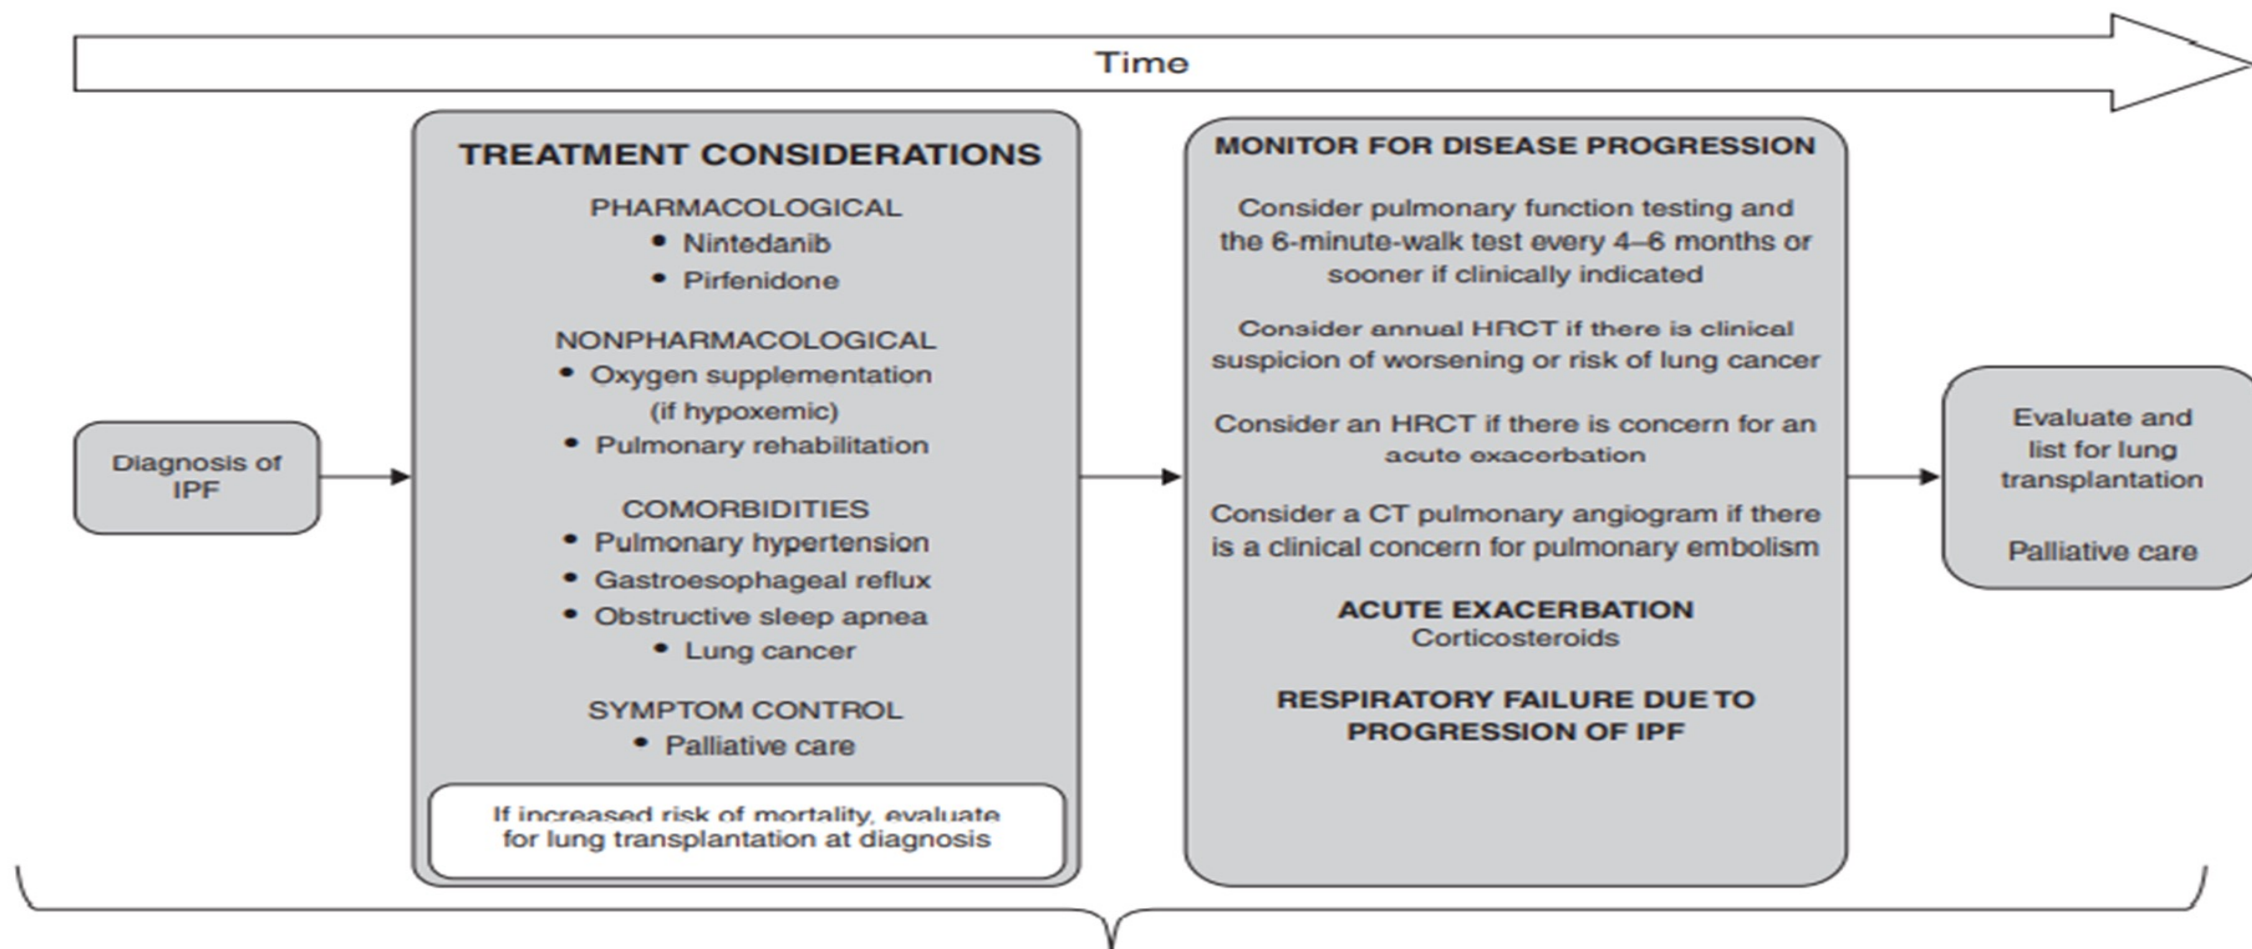 Time
Diagnosis of
IPF
TREATMENT CONSIDERATIONS
PHARMACOLOGICAL
• Nintedanib
• Pirfenidone
NONPHARMACOLOGICAL
• Oxygen supplementation
(if hypoxemic)
• Pulmonary rehabilitation
COMORBIDITIES
• Pulmonary hypertension
• Gastroesophageal reflux
• Obstructive sleep apnea
• Lung cancer
SYMPTOM CONTROL
• Palliative care
If increased risk of mortality, evaluate
for lung transplantation at diagnosis
MONITOR FOR DISEASE PROGRESSION
Consider pulmonary function testing and
the 6-minute-walk test every 4–6 months or
sooner if clinically indicated
Consider annual HRCT if there is clinical
suspicion of worsening or risk of lung cancer
Consider an HRCT if there is concern for an
acute exacerbation
Consider a CT pulmonary angiogram if there
is a clinical concern for pulmonary embolism
ACUTE EXACERBATION
Corticosteroids
RESPIRATORY FAILURE DUE TO
PROGRESSION OF IPF
Evaluate and
list for lung
transplantation
Palliative care